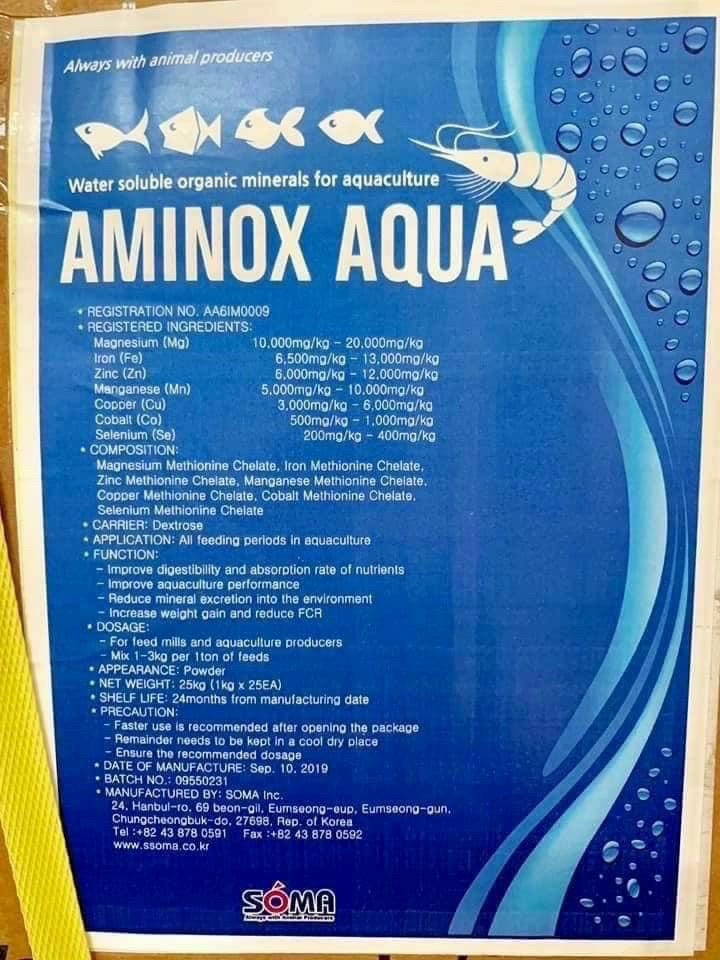 Always with animal producers
Water soluble organic minerals for aquaculture
AMINOX AQUA
* REGISTRATION NO. AA6IM0009
* REGISTERED INGREDIENTS:
Magnesium (Mg) 10,000mg/kg - 20,000mg/kg
Iron (Fe) 6,500mg/kg - 13,000mg/kg
Zinc (Zn) 6,000mg/kg - 12,000mg/kg
Manganese (Mn) 5,000mg/kg - 10,000mg/kg
Copper (Cu) 3,000mg/kg - 6,000mg/kg
Cobalt (Co) 500mg/kg - 1,000mg/kg
Selenium (Se) 200mg/kg - 400mg/kg
* COMPOSITION:
Magnesium Methionine Chelate, Iron Methionine Chelate,
Zinc Methionine Chelate, Manganese Methionine Chelate,
Copper Methionine Chelate, Cobalt Methionine Chelate,
Selenium Methionine Chelate
* CARRIER: Dextrose
* APPLICATION: All feeding periods in aquaculture
* FUNCTION:
- Improve digestibility and absorption rate of nutrients
- Improve aquaculture performance
- Reduce mineral excretion into the environment
- Increase weight gain and reduce FCR
* DOSAGE:
- For feed mills and aquaculture producers
- Mix 1-3kg per 1ton of feeds
* APPEARANCE: Powder
* NET WEIGHT: 25kg (1kg x 25EA)
* SHELF LIFE: 24months from manufacturing date
* PRECAUTION:
- Faster use is recommended after opening the package
- Remainder needs to be kept in a cool dry place
- Ensure the recommended dosage
* DATE OF MANUFACTURE: Sep. 10, 2019
* BATCH NO.: 09550231
* MANUFACTURED BY: SOMA Inc.
24, Hanbul-ro, 69 beon-gil, Eumseong-eup, Eumseong-gun,
Chungcheongbuk-do, 27698, Rep. of Korea
Tel :+82 43 878 0591 Fax :+82 43 878 0592
www.ssoma.co.kr
SÓMA
Always with Animal Producers